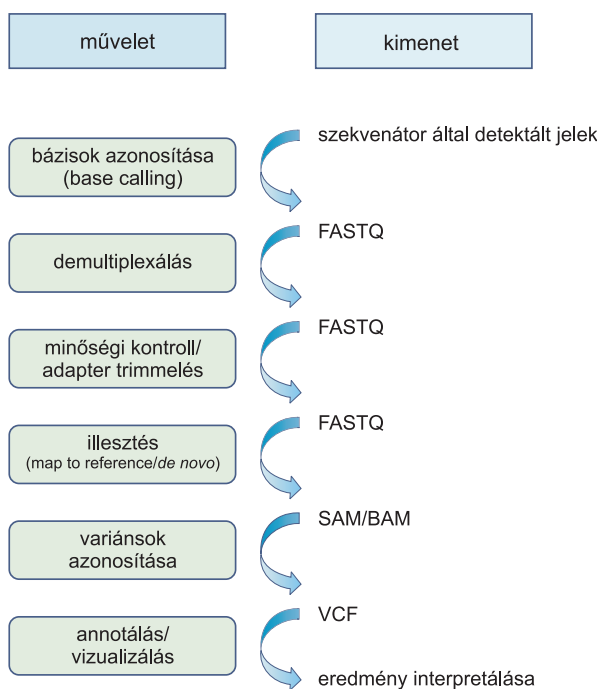 művelet
kimenet
szekvenátor által detektált jelek
bázisok azonosítása
(base calling)
FASTQ
demultiplexálás
FASTQ
minőségi kontroll/
adapter trimmelés
FASTQ
illesztés
(map to reference/de novo)
SAM/BAM
variánsok
azonosítása
VCF
annotálás/
vizualizálás
eredmény interpretálása